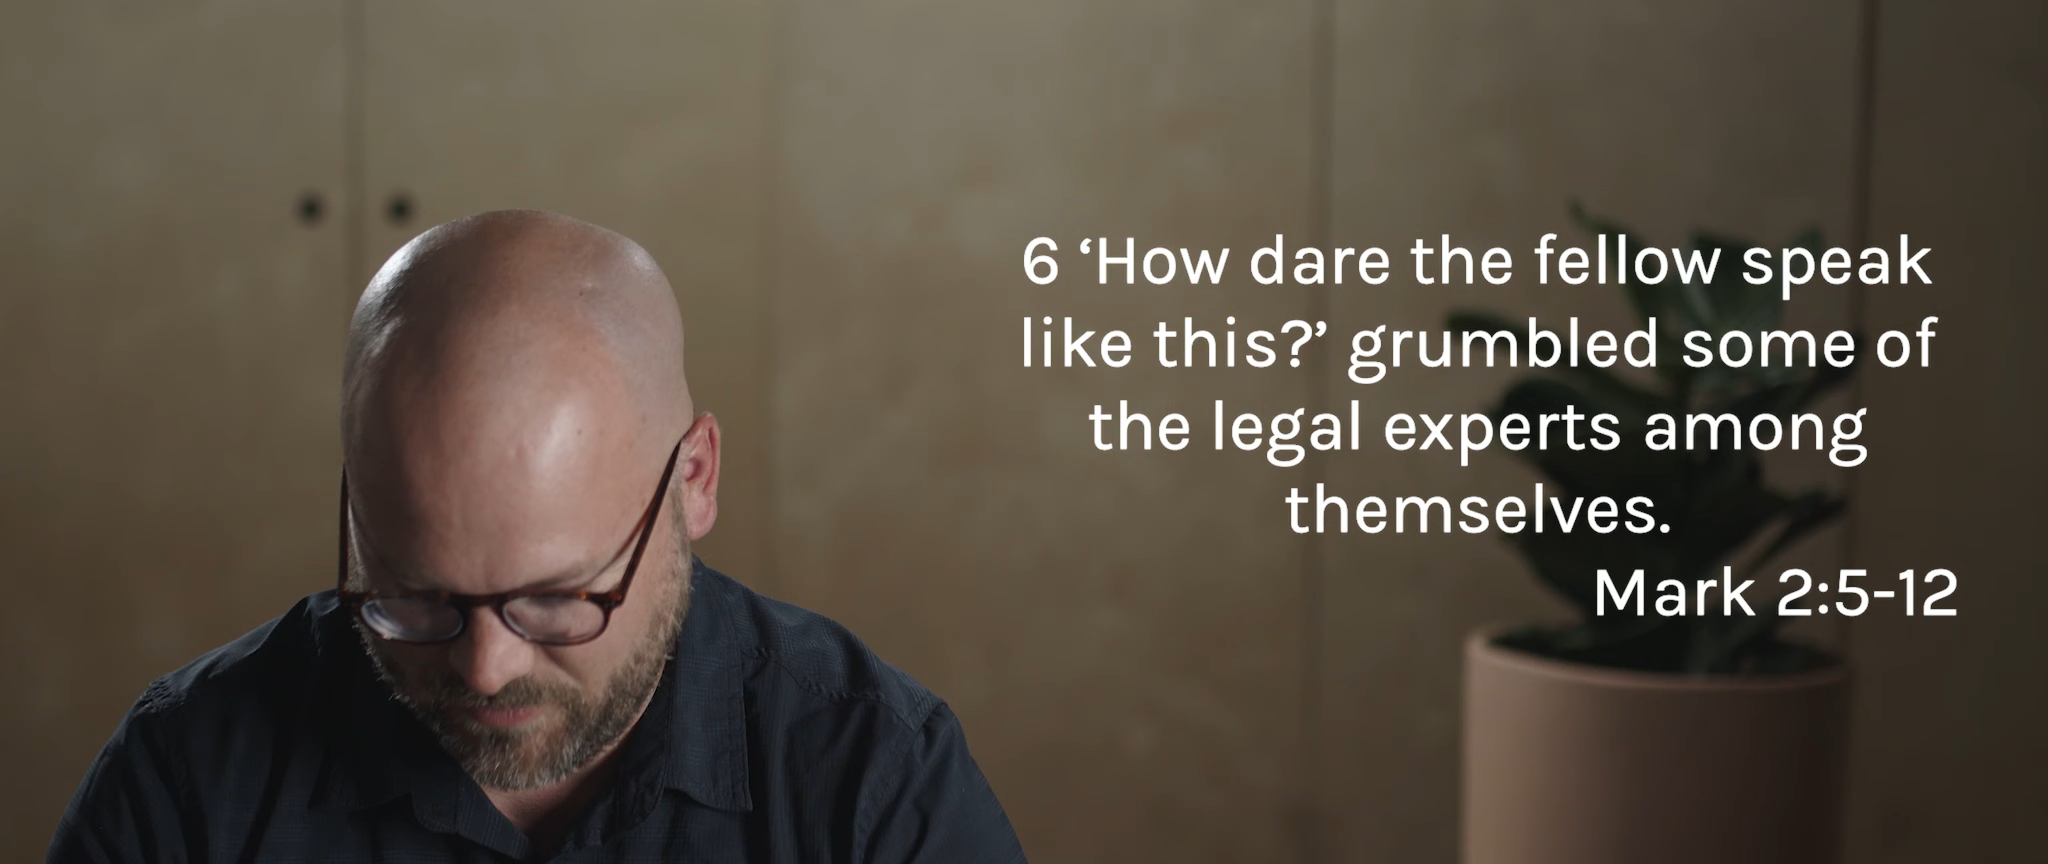 6 ‘How dare the fellow speak
like this?’ grumbled some of
the legal experts among
themselves.
Mark 2:5-12